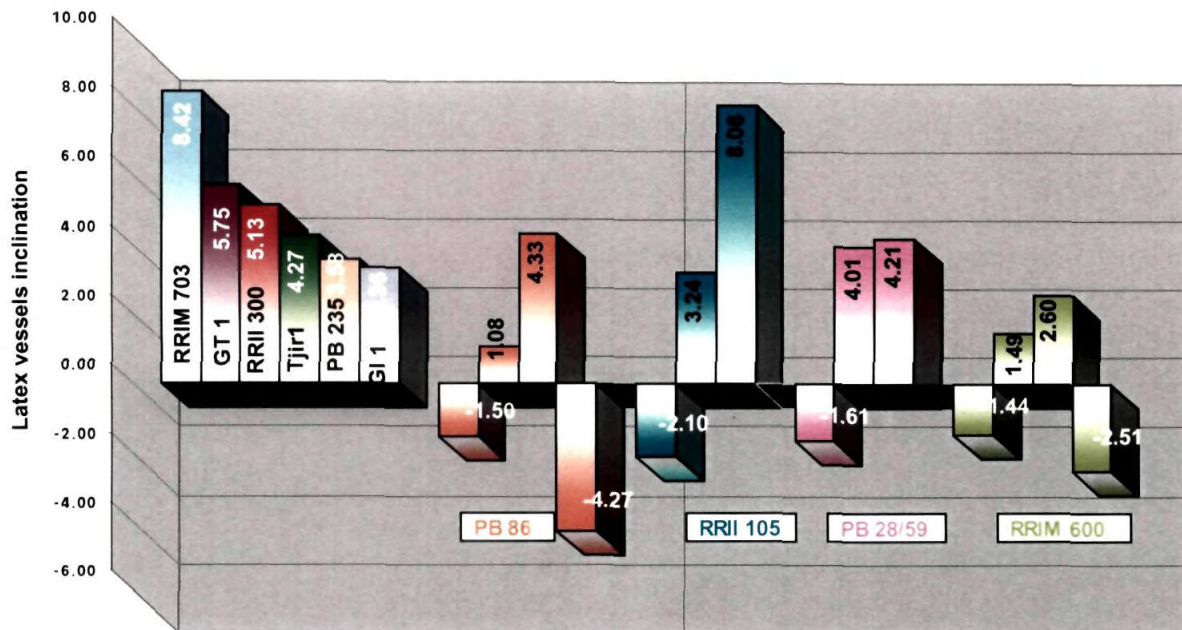 10.00
8.00
6.00
4.00
2.00
0.00
-2.00
-4.00
-6.00
Latex vessels inclination
8.42
RRIM 703
5.75
GT 1
5.13
RRII 300
4.27
Tjir1
PB 235
Gl 1
-1.50
1.08
4.33
-4.27
-2.10
3.24
8.06
-1.61
4.01
4.21
1.44
1.49
2.60
-2.51
PB 86
RRII 105
PB 28/59
RRIM 600